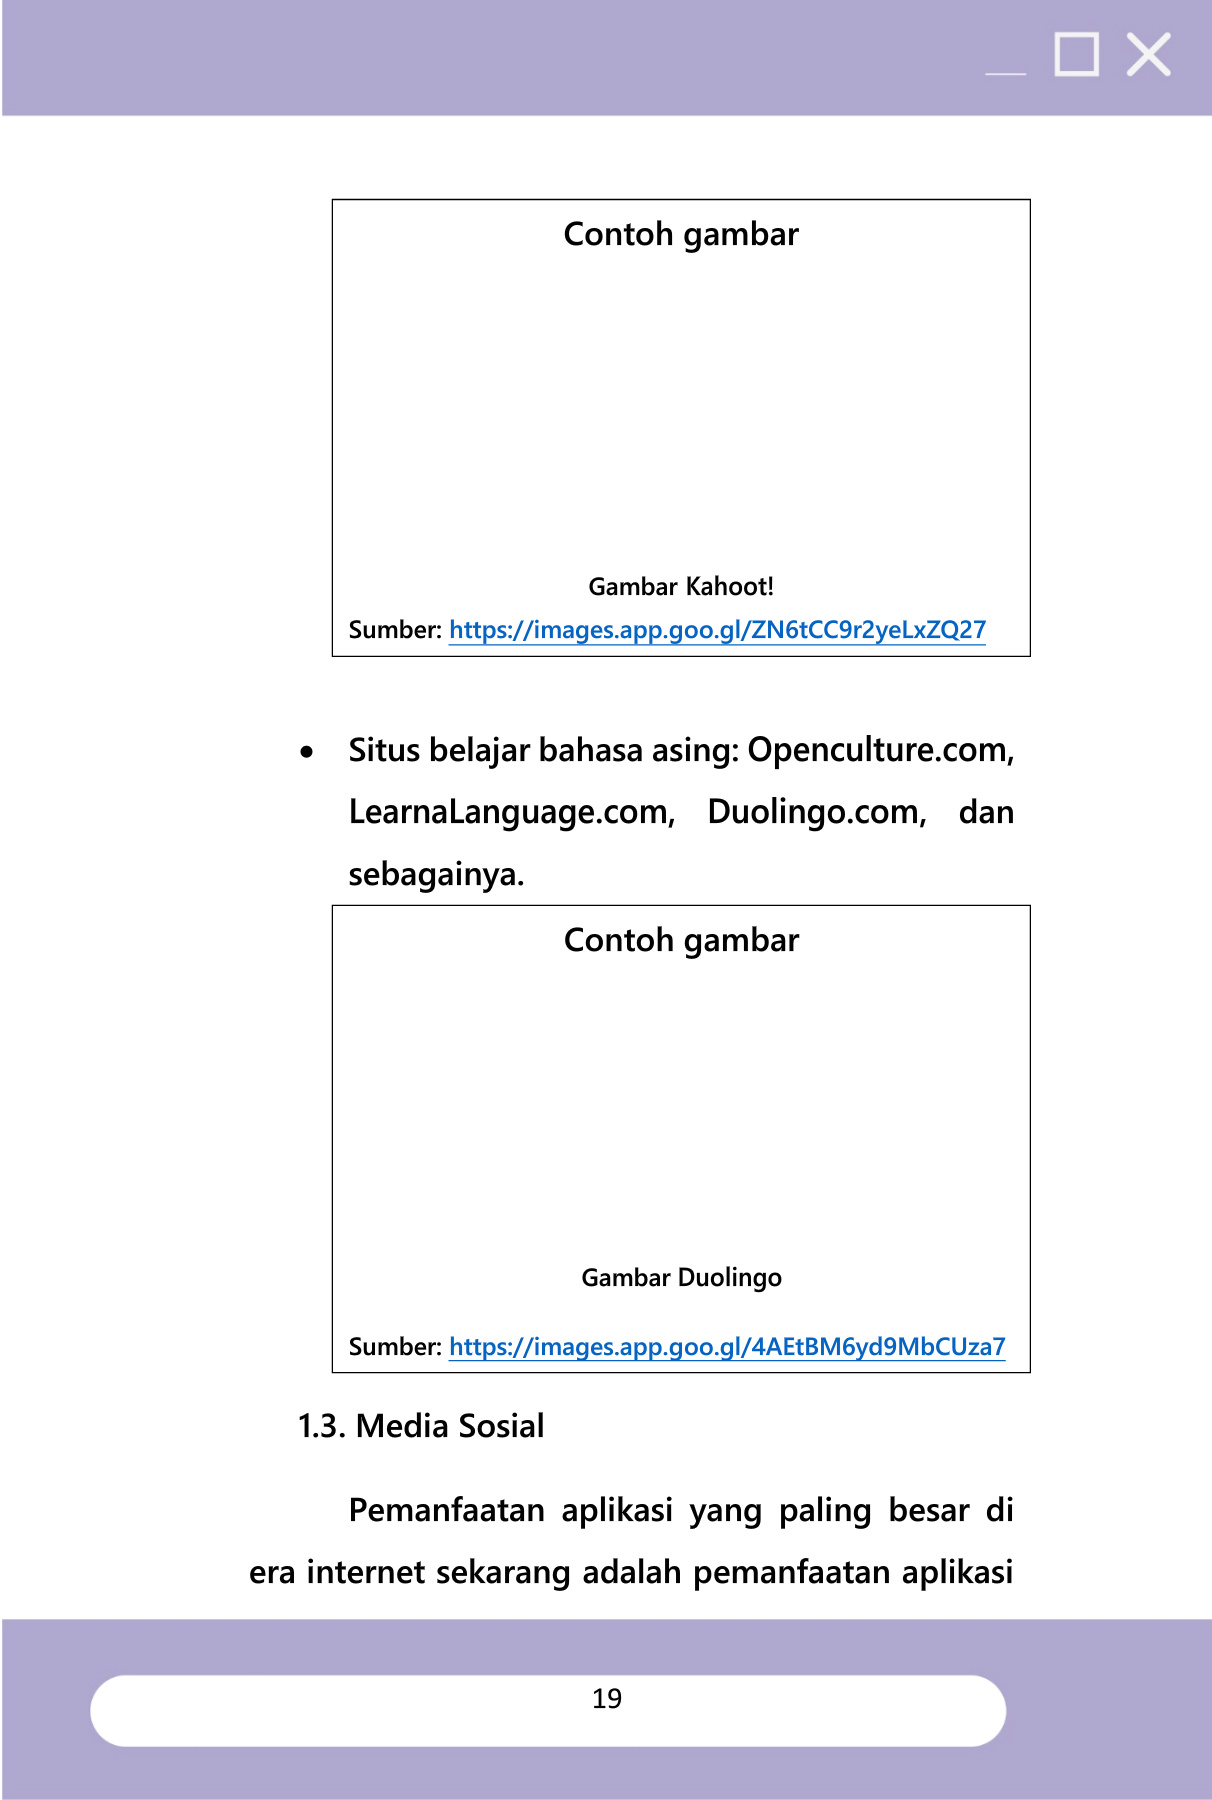 Contoh gambar
Gambar Kahoot!
Sumber: https://images.app.goo.gl/ZN6tCC9r2yeLxZQ27
• Situs belajar bahasa asing: Openculture.com,
LearnaLanguage.com, Duolingo.com, dan
sebagainya.
Contoh gambar
Gambar Duolingo
Sumber: https://images.app.goo.gl/4AEtBM6yd9MbCUza7
1.3. Media Sosial
Pemanfaatan aplikasi yang paling besar di
era internet sekarang adalah pemanfaatan aplikasi
19